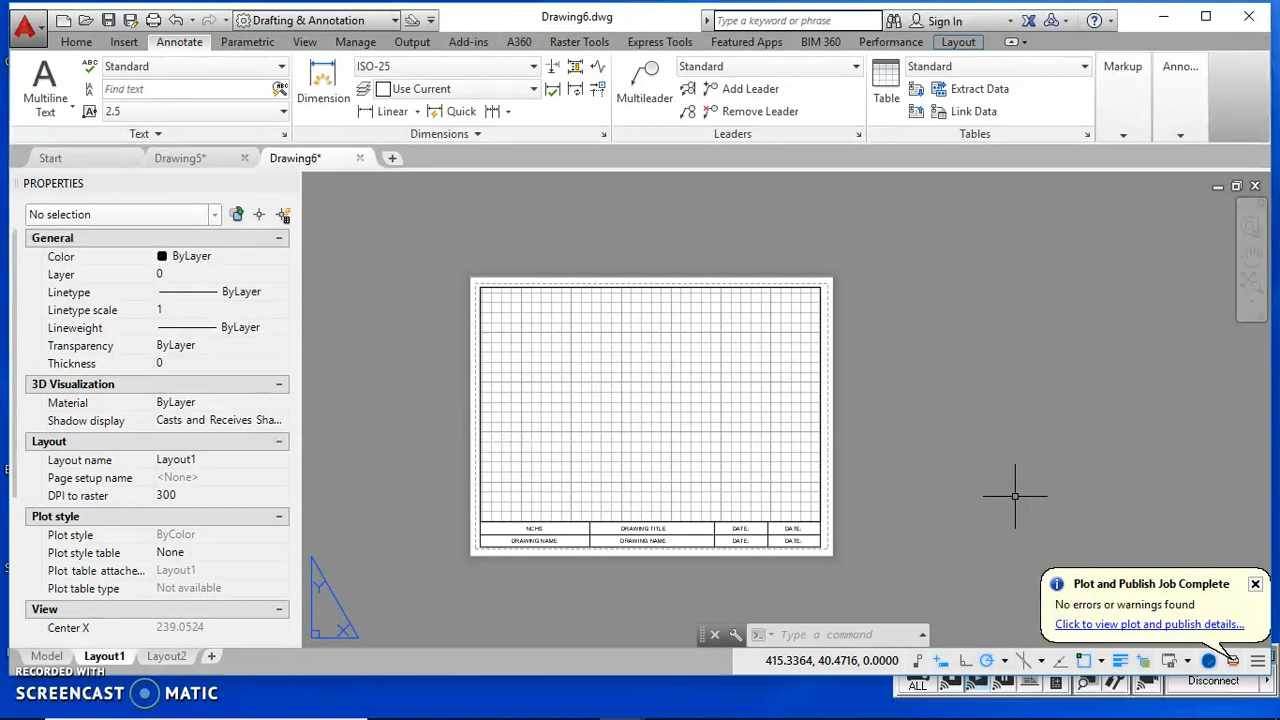 Drafting & Annotation
Drawing6.dwg
Type a keyword or phrase
Sign In
Home Insert Annotate Parametric View Manage Output Add-ins A360 Raster Tools Express Tools Featured Apps BIM 360 Performance Layout
A
Multiline
Text
ABC
Standard
Find text
ABC
2.5
Text
Dimension
ISO-25
Use Current
Linear
Quick
Dimensions
Multileader
Standard
Add Leader
Remove Leader
Leaders
Table
Standard
Extract Data
Link Data
Tables
Markup
Anno...
Start Drawing5* Drawing6*
PROPERTIES
No selection
General
Color ByLayer
Layer 0
Linetype ByLayer
Linetype scale 1
Lineweight ByLayer
Transparency ByLayer
Thickness 0
3D Visualization
Material ByLayer
Shadow display Casts and Receives Sha...
Layout
Layout name Layout1
Page setup name <None>
DPI to raster 300
Plot style
Plot style ByColor
Plot style table None
Plot table attache... Layout1
Plot table type Not available
View
Center X 239.0524
NCHS DRAWING TITLE DATE: DATE:
DRAWING NAME DRAWING NAME DATE: DATE:
Y
X
Plot and Publish Job Complete
No errors or warnings found
Click to view plot and publish details...
Type a command
Model Layout1 Layout2
415.3364, 40.4716, 0.0000
RECORDED WITH
SCREENCAST MATIC
ALL
Disconnect